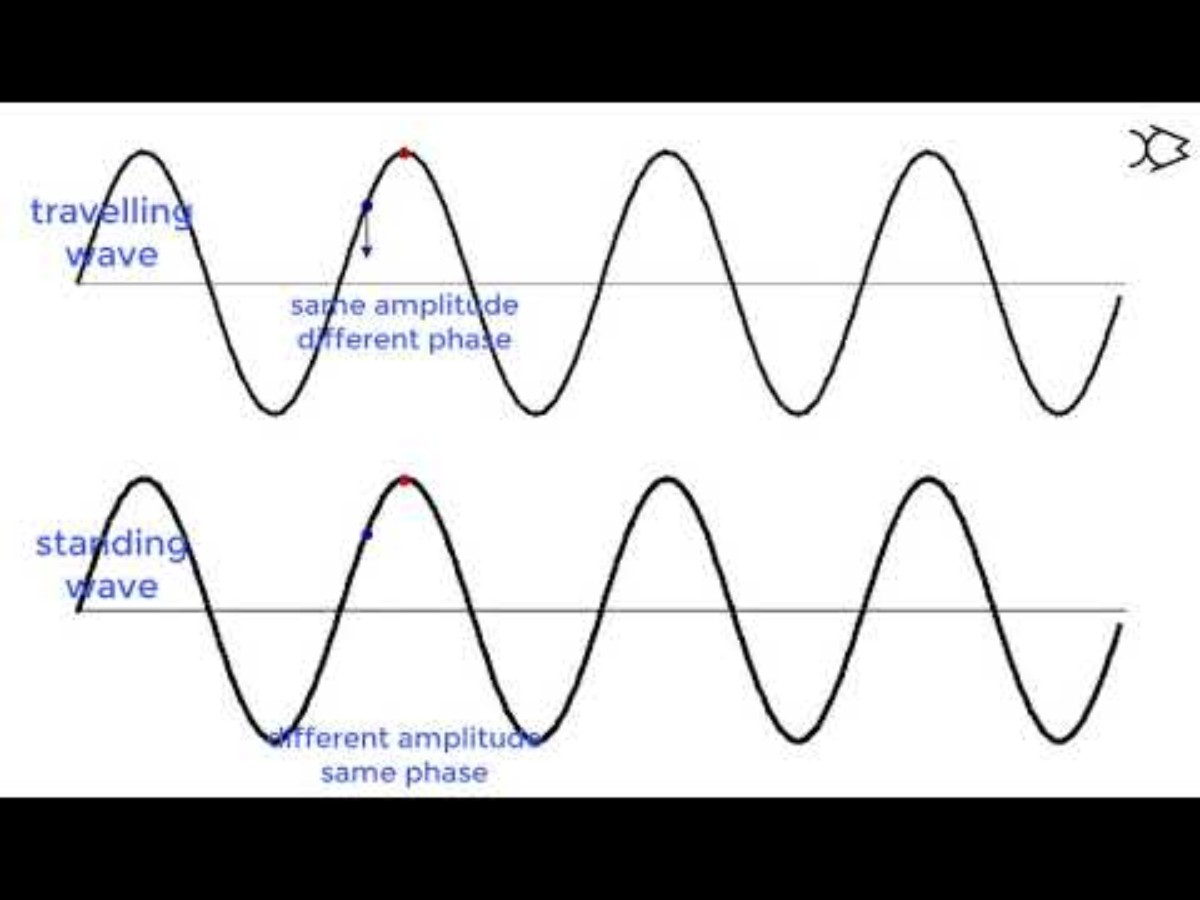 travelling
wave
same amplitude
different phase
standing
wave
different amplitude
same phase